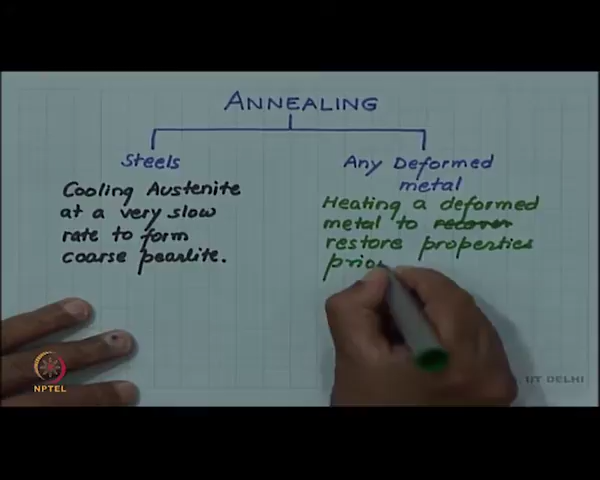 ANNEALING
Steels
Cooling Austenite
at a very slow
rate to form
coarse pearlite.
Any Deformed
metal
Heating a deformed
metal to recover
restore properties
prio
NPTEL
IIT DELHI